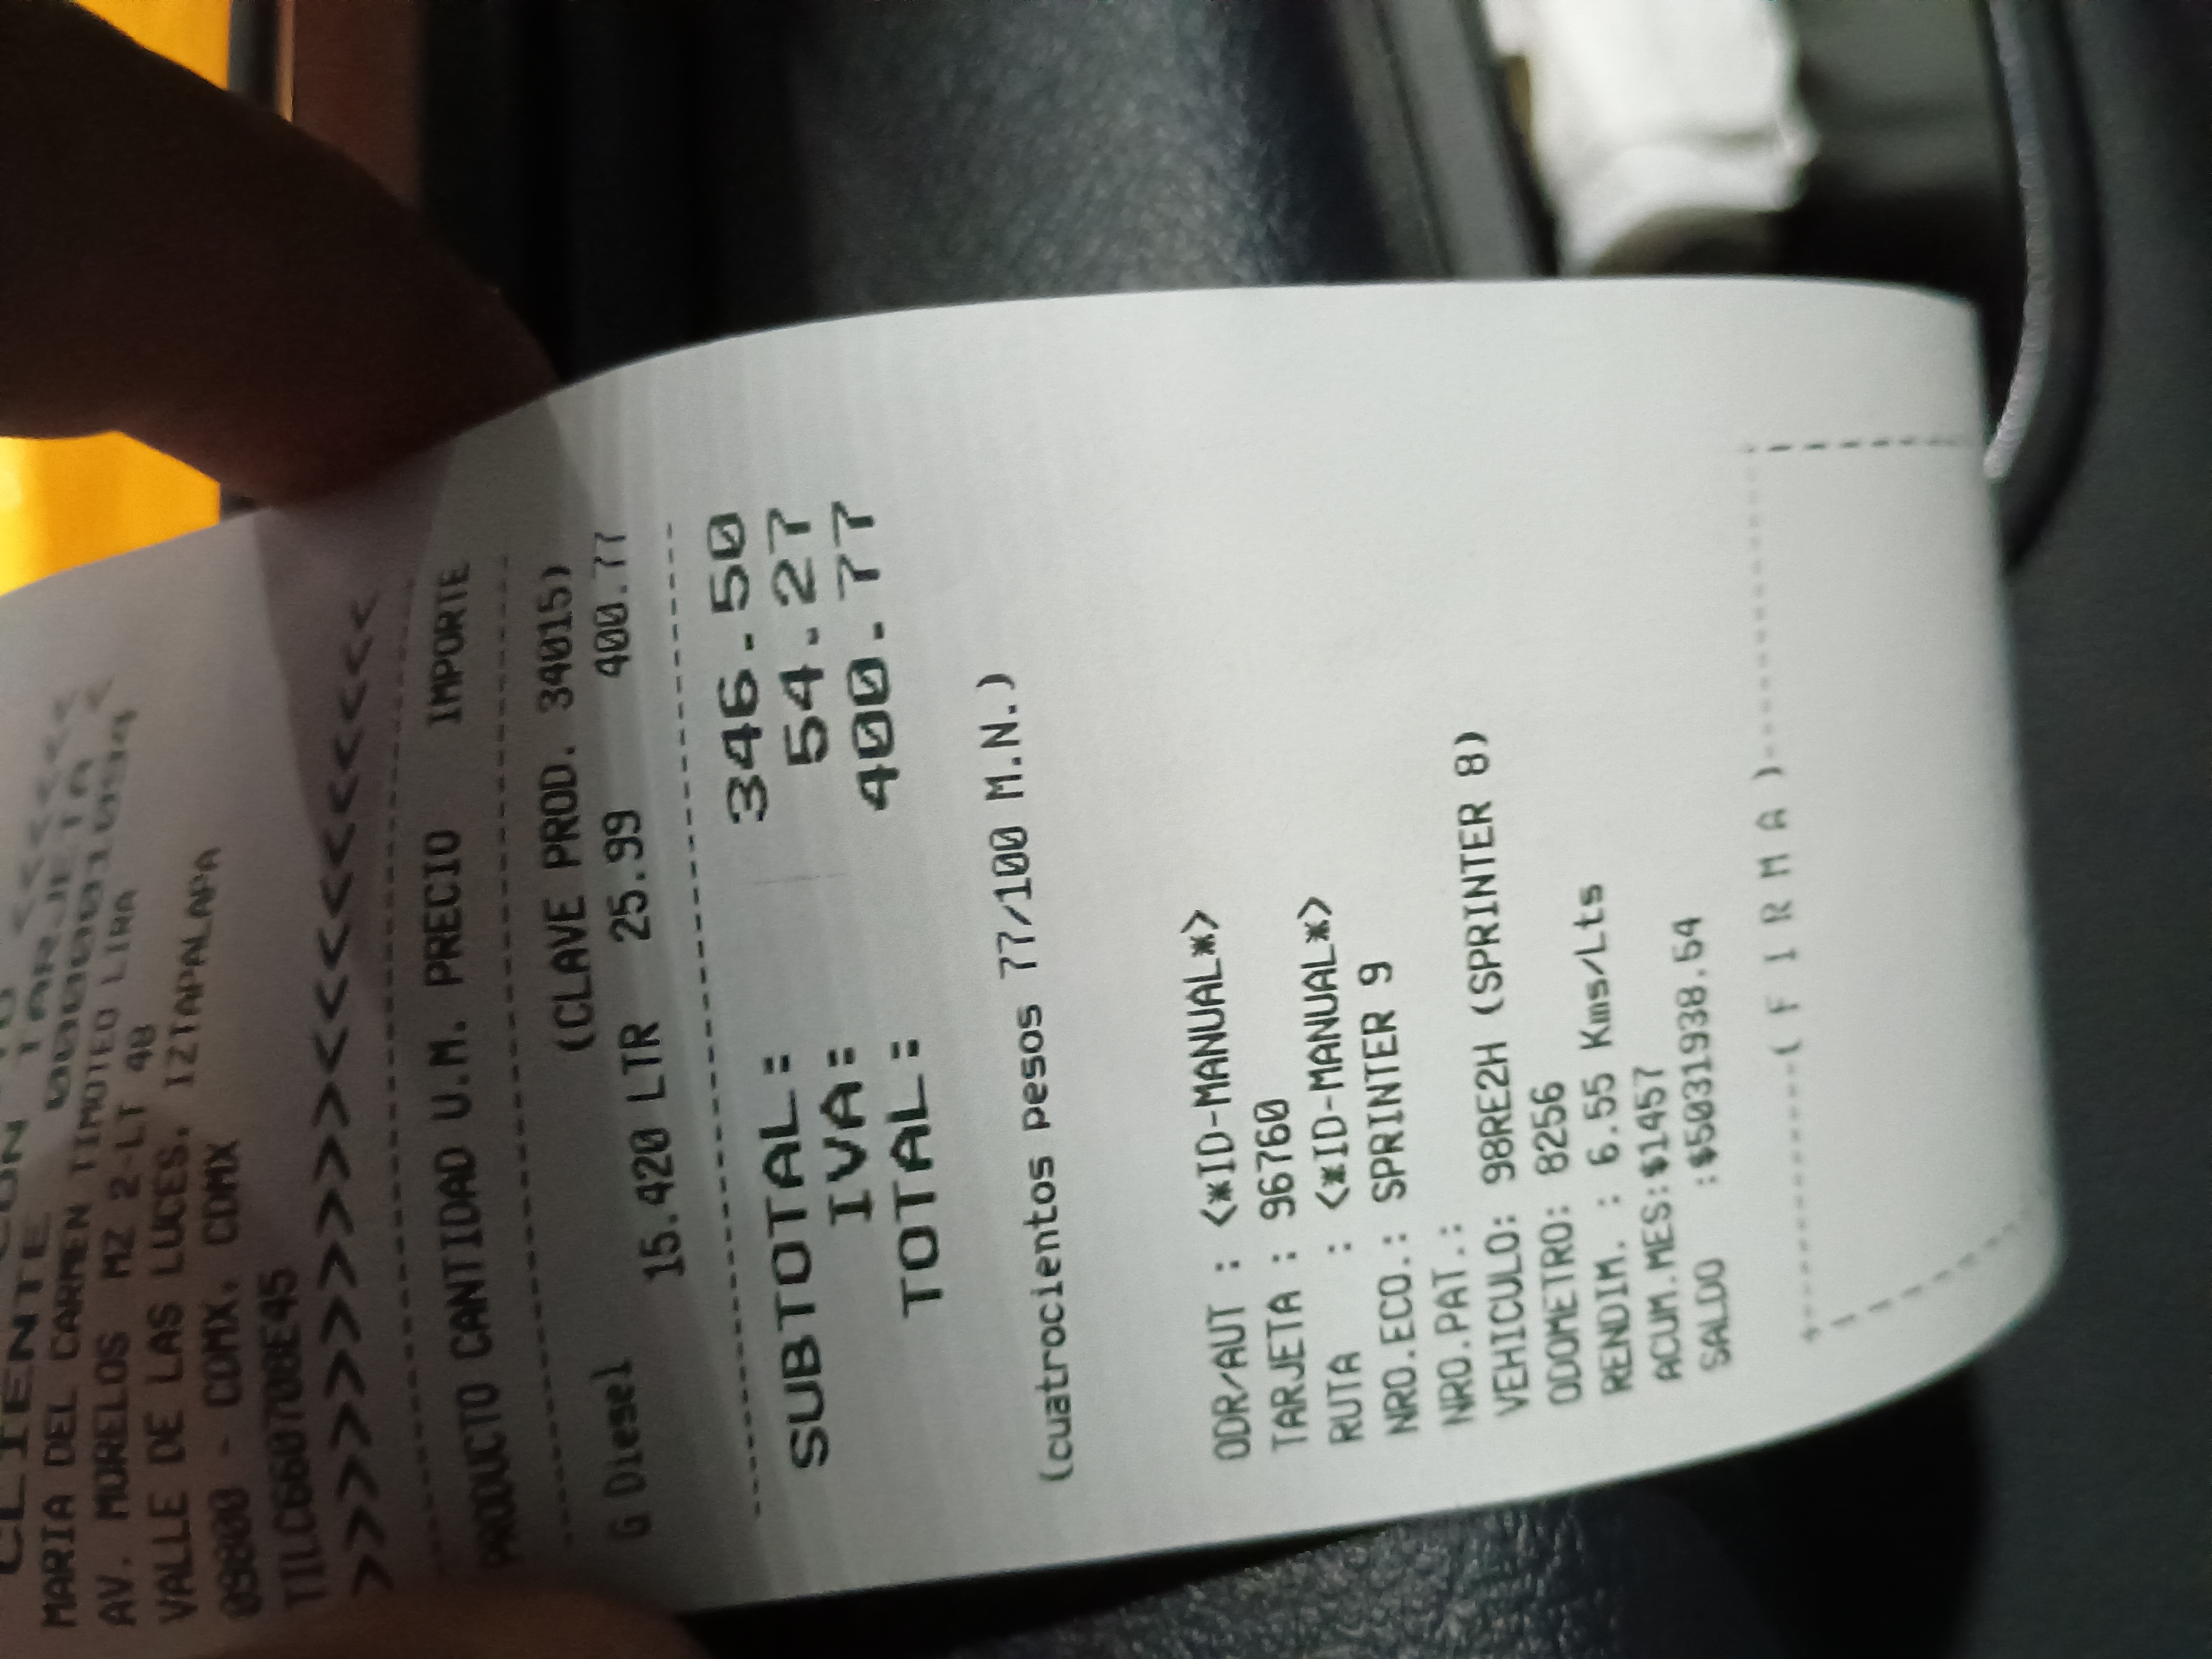 CLIENTE CON
TARJETA
MARIA DEL CARMEN TIMOTEO LIRA
AV. MORELOS MZ 2-LT 48
VALLE DE LAS LUCES, IZTAPALAPA
09800 - CDMX, CDMX
TILC660708E45
>>>>>>>>>><<<<<<<<<<
PRODUCTO CANTIDAD U.M. PRECIO IMPORTE
(CLAVE PROD. 34015)
G Diesel 15.420 LTR 25.99 400.77
SUBTOTAL: 346.50
IVA: 54.27
TOTAL: 400.77
(cuatrocientos pesos 77/100 M.N.)
ODR/AUT : <*ID-MANUAL*>
TARJETA : 96760
RUTA : <*ID-MANUAL*>
NRO.ECO.: SPRINTER 9
NRO.PAT.:
VEHICULO: 98RE2H (SPRINTER 8)
ODOMETRO: 8256
RENDIM. : 6.55 Kms/Lts
ACUM.MES:$1457
SALDO :$5031938.54
( F I R M A )